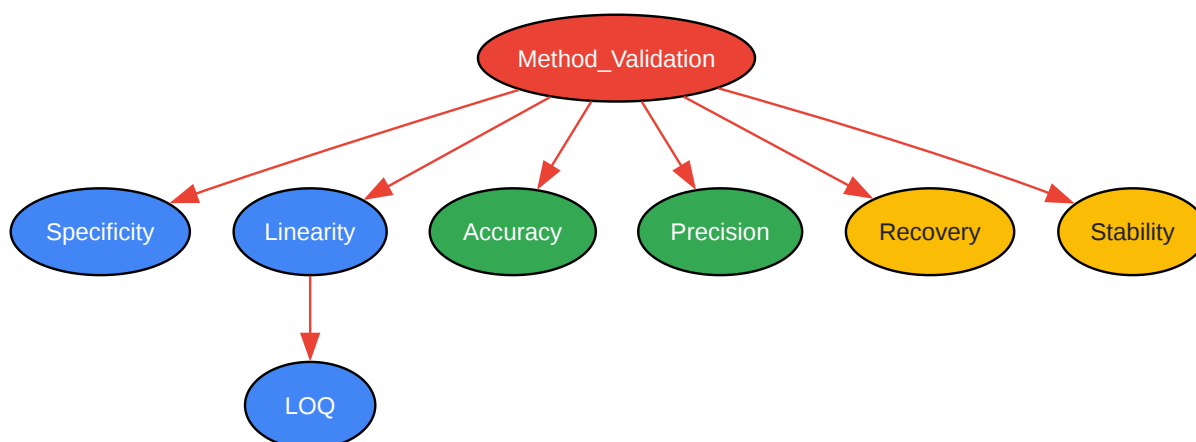 Method_Validation
Specificity
Linearity
Accuracy
Precision
Recovery
Stability
LOQ